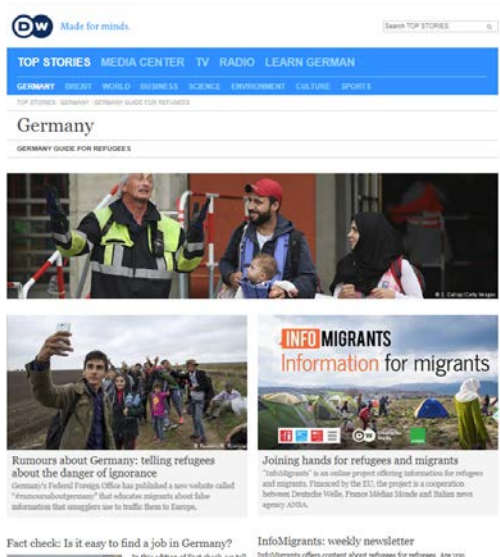 DW Made for minds.
Search TOP STORIES
TOP STORIES MEDIA CENTER TV RADIO LEARN GERMAN
GERMANY BREXIT WORLD BUSINESS SCIENCE ENVIRONMENT CULTURE SPORTS
TOP STORIES GERMANY GERMANY GUIDE FOR REFUGEES
Germany
GERMANY GUIDE FOR REFUGEES
Getty Images
INFO MIGRANTS
Information for migrants
DW
Rumours about Germany: telling refugees
about the danger of ignorance
Germany's Federal Foreign Office has published a new website called
"#rumoursaboutgermany" that educates migrants about false
information that smugglers use to traffic them to Europe.
Joining hands for refugees and migrants
"InfoMigrants" is an online project offering information for refugees
and migrants. Financed by the EU, the project is a cooperation
between Deutsche Welle, France Médias Monde and Italian news
agency ANSA.
Fact check: Is it easy to find a job in Germany?
InfoMigrants: weekly newsletter